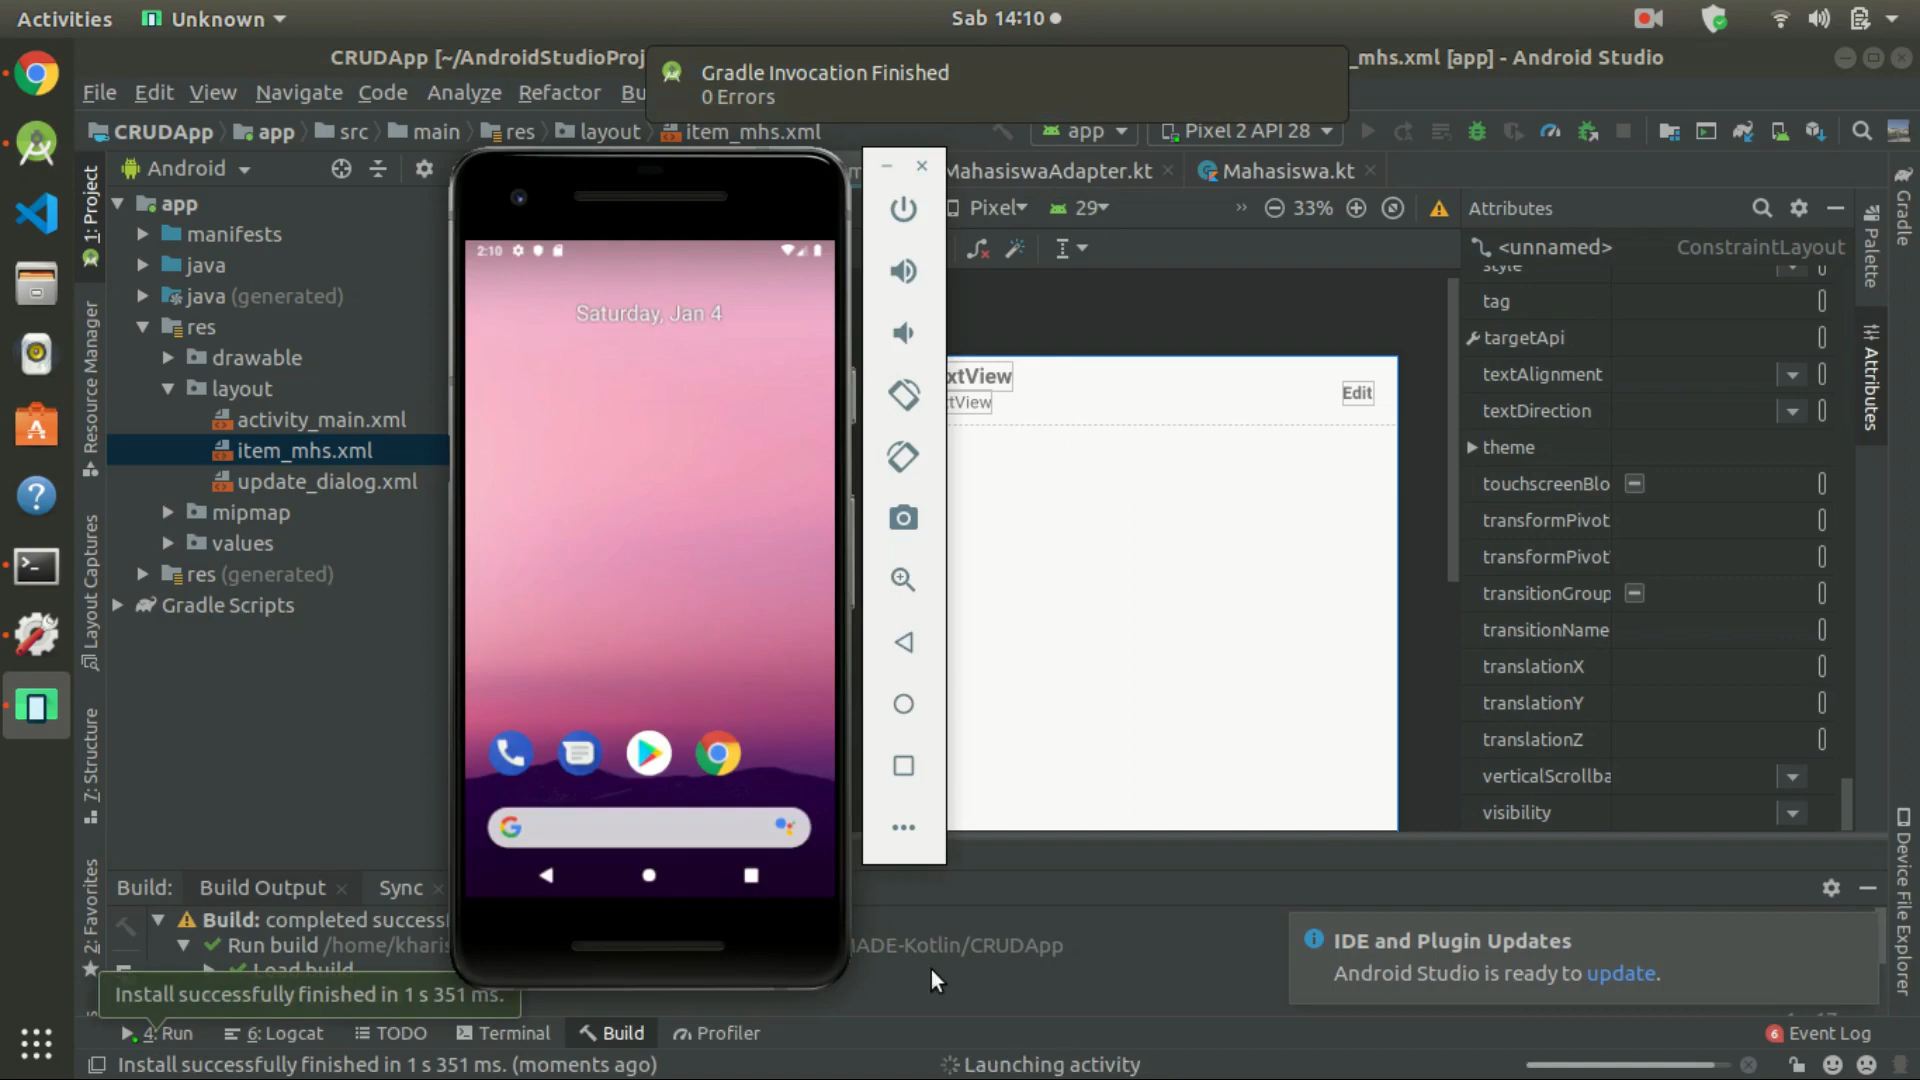 Activities
Unknown
Sab 14:10
CRUDApp [~/AndroidStudioProj
_mhs.xml [app] - Android Studio
Gradle Invocation Finished
0 Errors
File Edit View Navigate Code Analyze Refactor Bu
CRUDApp app src main res layout item_mhs.xml
app
Pixel 2 API 28
Android
MahasiswaAdapter.kt
Mahasiswa.kt
1: Project
Resource Manager
Layout Captures
7: Structure
2: Favorites
app
manifests
java
java (generated)
res
drawable
layout
activity_main.xml
item_mhs.xml
update_dialog.xml
mipmap
values
res (generated)
Gradle Scripts
2:10
Saturday, Jan 4
Pixel
29
33%
xtView
tView
Edit
Attributes
<unnamed>
ConstraintLayout
style
tag
targetApi
textAlignment
textDirection
theme
touchscreenBlo
transformPivot
transformPivot
transitionGroup
transitionName
translationX
translationY
translationZ
verticalScrollba
visibility
Gradle
Palette
Attributes
Device File Explorer
Build: Build Output Sync
Build: completed success
Run build /home/kharis
ADE-Kotlin/CRUDApp
Load build
Install successfully finished in 1 s 351 ms.
IDE and Plugin Updates
Android Studio is ready to update.
4: Run 6: Logcat TODO Terminal Build Profiler
6 Event Log
Install successfully finished in 1 s 351 ms. (moments ago)
Launching activity